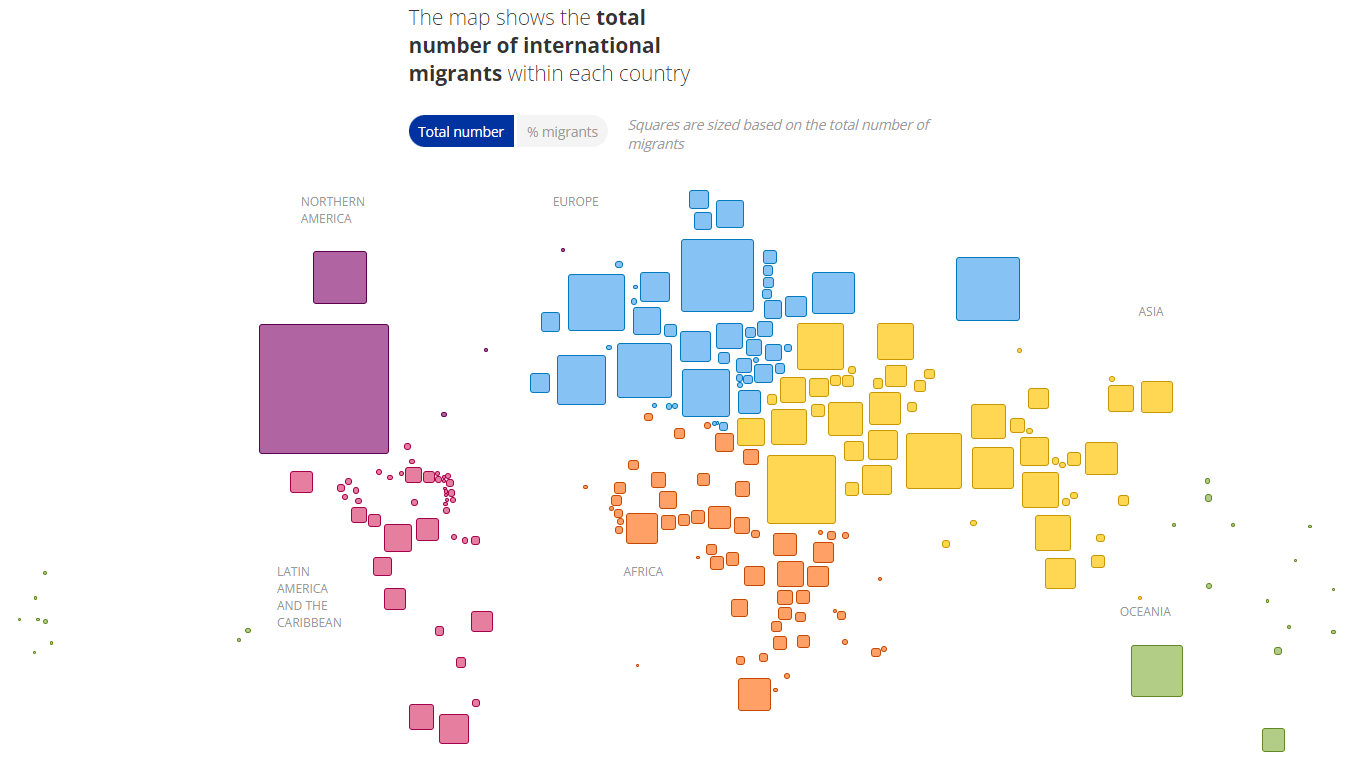 The map shows the total
number of international
migrants within each country
Total number
% migrants
Squares are sized based on the total number of
migrants
NORTHERN
AMERICA
EUROPE
ASIA
LATIN
AMERICA
AND THE
CARIBBEAN
AFRICA
OCEANIA